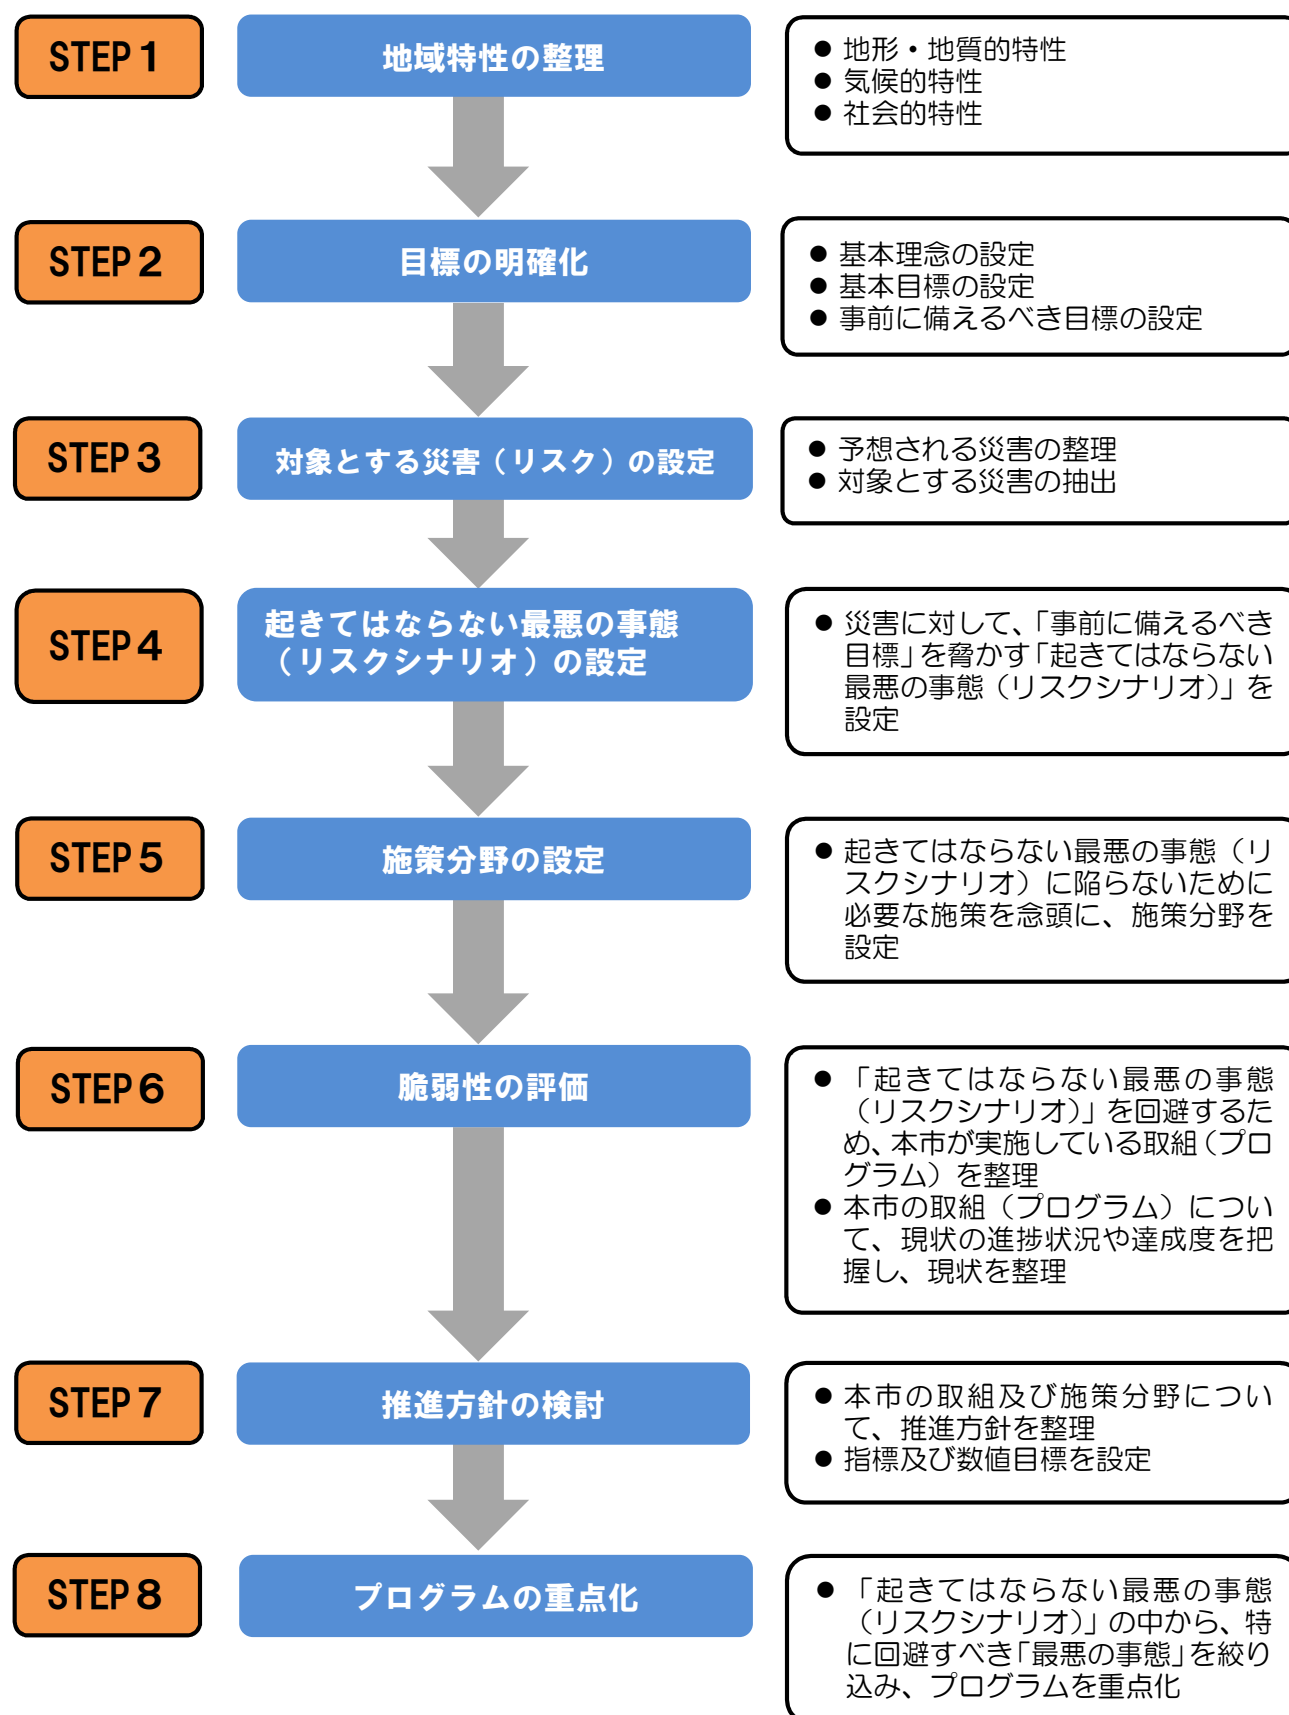 STEP 1
地域特性の整理
● 地形・地質的特性
● 気候的特性
● 社会的特性
STEP 2
目標の明確化
● 基本理念の設定
● 基本目標の設定
● 事前に備えるべき目標の設定
STEP 3
対象とする災害（リスク）の設定
● 予想される災害の整理
● 対象とする災害の抽出
STEP 4
起きてはならない最悪の事態
（リスクシナリオ）の設定
● 災害に対して、「事前に備えるべき
目標」を脅かす「起きてはならない
最悪の事態（リスクシナリオ）」を
設定
STEP 5
施策分野の設定
● 起きてはならない最悪の事態（リ
スクシナリオ）に陥らないために
必要な施策を念頭に、施策分野を
設定
STEP 6
脆弱性の評価
● 「起きてはならない最悪の事態
（リスクシナリオ）」を回避するた
め、本市が実施している取組（プロ
グラム）を整理
● 本市の取組（プログラム）につい
て、現状の進捗状況や達成度を把
握し、現状を整理
STEP 7
推進方針の検討
● 本市の取組及び施策分野につい
て、推進方針を整理
● 指標及び数値目標を設定
STEP 8
プログラムの重点化
● 「起きてはならない最悪の事態
（リスクシナリオ）」の中から、特
に回避すべき「最悪の事態」を絞り
込み、プログラムを重点化